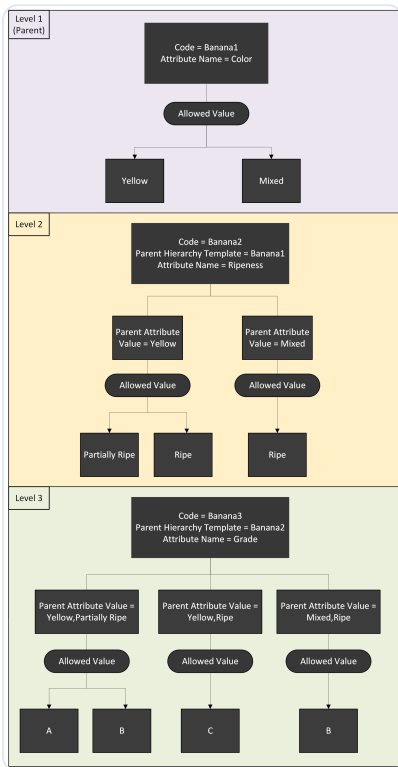 Level 1
(Parent)
Code = Banana1
Attribute Name = Color
Allowed Value
Yellow
Mixed
Level 2
Code = Banana2
Parent Hierarchy Template = Banana1
Attribute Name = Ripeness
Parent Attribute
Value = Yellow
Parent Attribute
Value = Mixed
Allowed Value
Allowed Value
Partially Ripe
Ripe
Ripe
Level 3
Code = Banana3
Parent Hierarchy Template = Banana2
Attribute Name = Grade
Parent Attribute Value =
Yellow,Partially Ripe
Parent Attribute Value =
Yellow,Ripe
Parent Attribute Value =
Mixed,Ripe
Allowed Value
Allowed Value
Allowed Value
A
B
C
B